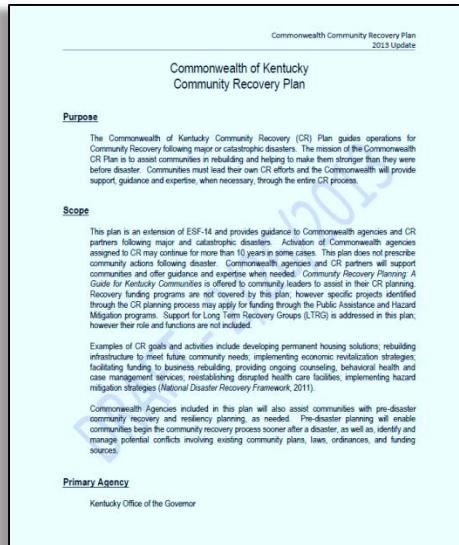 Commonwealth Community Recovery Plan
2013 Update
Commonwealth of Kentucky
Community Recovery Plan
Purpose
The Commonwealth of Kentucky Community Recovery (CR) Plan guides operations for
Community Recovery following major or catastrophic disasters. The mission of the Commonwealth
CR Plan is to assist communities in rebuilding and helping to make them stronger than they were
before disaster. Communities must lead their own CR efforts and the Commonwealth will provide
support, guidance and expertise, when necessary, through the entire CR process.
Scope
This plan is an extension of ESF-14 and provides guidance to Commonwealth agencies and CR
partners following major and catastrophic disasters. Activation of Commonwealth agencies
assigned to CR may continue for more than 10 years in some cases. This plan does not prescribe
community actions following disaster. Commonwealth agencies and CR partners will support
communities and offer guidance and expertise when needed. Community Recovery Planning: A
Guide for Kentucky Communities is offered to community leaders to assist in their CR planning.
Recovery funding programs are not covered by this plan; however specific projects identified
through the CR planning process may apply for funding through the Public Assistance and Hazard
Mitigation programs. Support for Long Term Recovery Groups (LTRG) is addressed in this plan;
however their role and functions are not included.
Examples of CR goals and activities include developing permanent housing solutions; rebuilding
infrastructure to meet future community needs; implementing economic revitalization strategies;
facilitating funding to business rebuilding, providing ongoing counseling, behavioral health and
case management services; reestablishing disrupted health care facilities; implementing hazard
mitigation strategies (National Disaster Recovery Framework, 2011).
Commonwealth Agencies included in this plan will also assist communities with pre-disaster
community recovery and resiliency planning, as needed. Pre-disaster planning will enable
communities begin the community recovery process sooner after a disaster, as well as, identify and
manage potential conflicts involving existing community plans, laws, ordinances, and funding
sources.
Primary Agency
Kentucky Office of the Governor
DRAFT